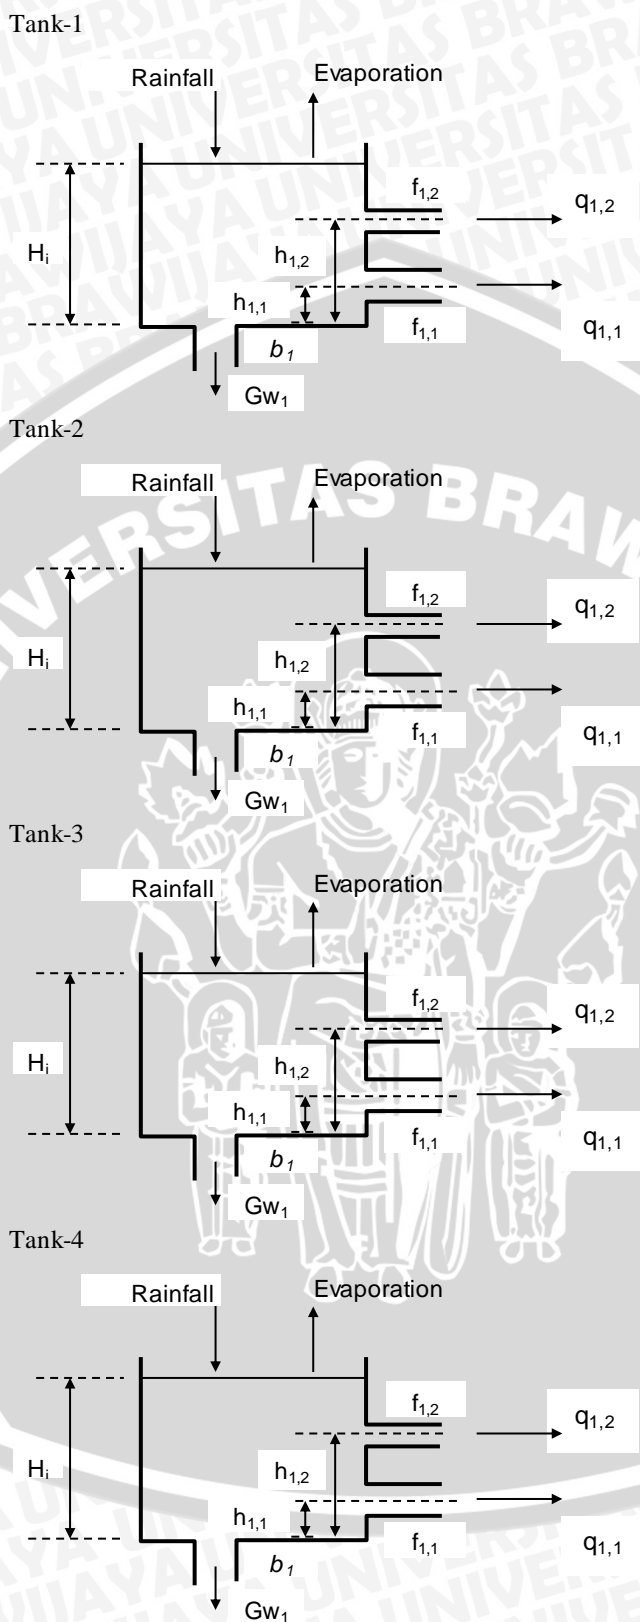 Tank-1
Rainfall Evaporation
f1,2
q1,2
Hi
h1,2
h1,1
f1,1
q1,1
b1
Gw1
Tank-2
Rainfall Evaporation
f1,2
q1,2
Hi
h1,2
h1,1
f1,1
q1,1
b1
Gw1
Tank-3
Rainfall Evaporation
f1,2
q1,2
Hi
h1,2
h1,1
f1,1
q1,1
b1
Gw1
Tank-4
Rainfall Evaporation
f1,2
q1,2
Hi
h1,2
h1,1
f1,1
q1,1
b1
Gw1